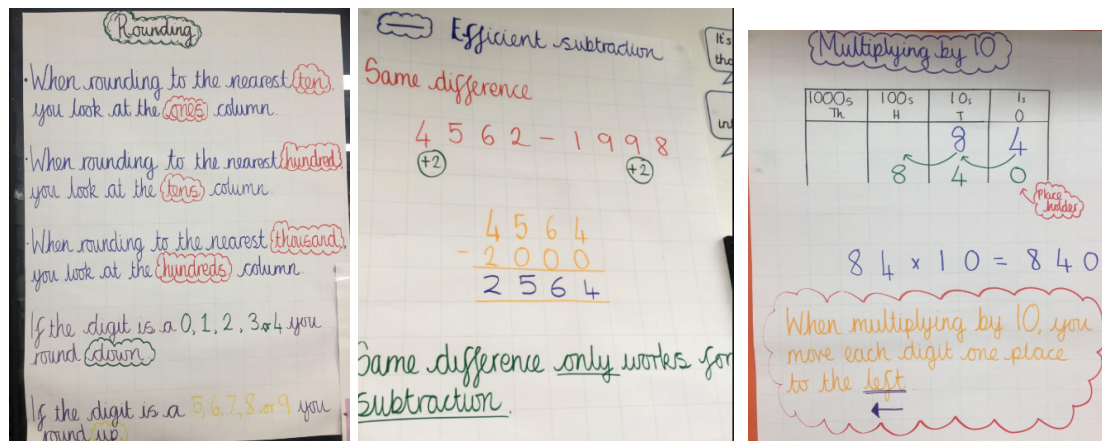 Rounding
·When rounding to the nearest ten,
you look at the ones column.
·When rounding to the nearest hundred
you look at the tens column.
·When rounding to the nearest thousand,
you look at the hundreds column.
If the digit is a 0, 1, 2, 3 or 4 you
round down.
If the digit is a 5, 6, 7, 8 or 9 you
round up.
Efficient subtraction
It's
Same difference
4562 - 1998
+2 +2
4564
- 2000
2564
Same difference only works for
subtraction.
Multiplying by 10
1000s 100s 10s 1s
Th H T O
8 4
8 4 0
Place
holder
84 × 10 = 840
When multiplying by 10, you
move each digit one place
to the left.